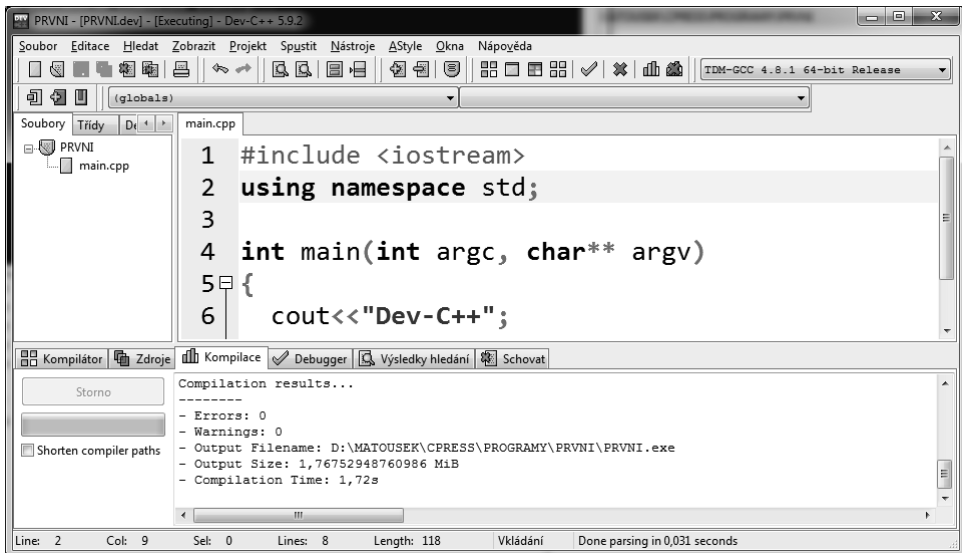 PRVNI - [PRVNI.dev] - [Executing] - Dev-C++ 5.9.2
Soubor Editace Hledat Zobrazit Projekt Spustit Nástroje AStyle Okna Nápověda
TDM-GCC 4.8.1 64-bit Release
(globals)
Soubory Třídy
main.cpp
PRVNI
main.cpp
1 #include <iostream>
2 using namespace std;
3
4 int main(int argc, char** argv)
5 {
6 cout<<"Dev-C++";
Kompilátor Zdroje Kompilace Debugger Výsledky hledání Schovat
Storno
Shorten compiler paths
Compilation results...
--------
- Errors: 0
- Warnings: 0
- Output Filename: D:\MATOUSEK\CPRESS\PROGRAMY\PRVNI\PRVNI.exe
- Output Size: 1,76752948760986 MiB
- Compilation Time: 1,72s
Line: 2 Col: 9 Sel: 0 Lines: 8 Length: 118 Vkládání Done parsing in 0,031 seconds